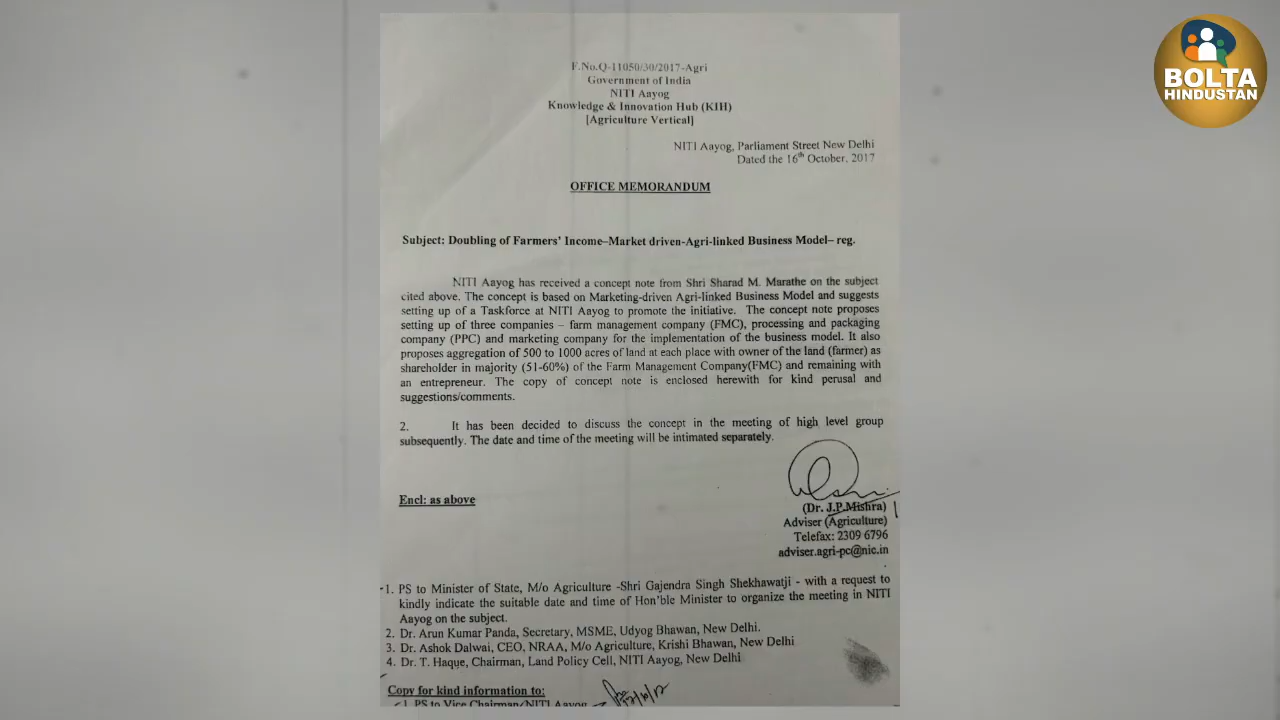 BOLTA
HINDUSTAN
F.No.Q-11050/30/2017-Agri
Government of India
NITI Aayog
Knowledge & Innovation Hub (KIH)
[Agriculture Vertical]
NITI Aayog, Parliament Street New Delhi
Dated the 16th October, 2017
OFFICE MEMORANDUM
Subject: Doubling of Farmers' Income–Market driven-Agri-linked Business Model– reg.
NITI Aayog has received a concept note from Shri Sharad M. Marathe on the subject
cited above. The concept is based on Marketing-driven Agri-linked Business Model and suggests
setting up of a Taskforce at NITI Aayog to promote the initiative. The concept note proposes
setting up of three companies – farm management company (FMC), processing and packaging
company (PPC) and marketing company for the implementation of the business model. It also
proposes aggregation of 500 to 1000 acres of land at each place with owner of the land (farmer) as
shareholder in majority (51-60%) of the Farm Management Company(FMC) and remaining with
an entrepreneur. The copy of concept note is enclosed herewith for kind perusal and
suggestions/comments.
2. It has been decided to discuss the concept in the meeting of high level group
subsequently. The date and time of the meeting will be intimated separately.
Encl: as above
(Dr. J.P.Mishra)
Adviser (Agriculture)
Telefax: 2309 6796
adviser.agri-pc@nic.in
1. PS to Minister of State, M/o Agriculture -Shri Gajendra Singh Shekhawatji - with a request to
kindly indicate the suitable date and time of Hon'ble Minister to organize the meeting in NITI
Aayog on the subject.
2. Dr. Arun Kumar Panda, Secretary, MSME, Udyog Bhawan, New Delhi.
3. Dr. Ashok Dalwai, CEO, NRAA, M/o Agriculture, Krishi Bhawan, New Delhi
4. Dr. T. Haque, Chairman, Land Policy Cell, NITI Aayog, New Delhi
Copy for kind information to:
1. PS to Vice Chairman/NITI Aayog